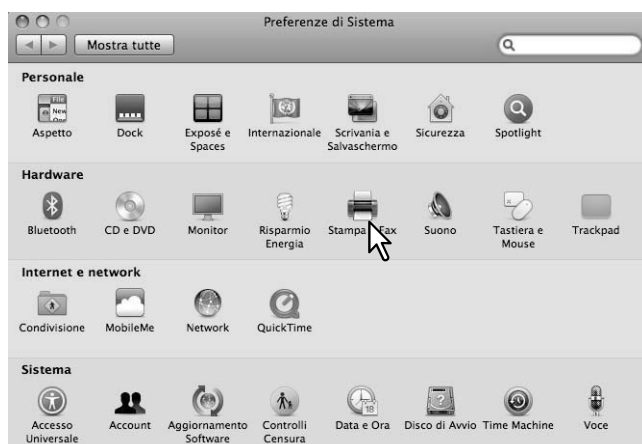 Preferenze di Sistema
Mostra tutte
Personale
Aspetto Dock Exposé e Spaces Internazionale Scrivania e Salvaschermo Sicurezza Spotlight
Hardware
Bluetooth CD e DVD Monitor Risparmio Energia Stampa Fax Suono Tastiera e Mouse Trackpad
Internet e network
Condivisione MobileMe Network QuickTime
Sistema
Accesso Universale Account Aggiornamento Software Controlli Censura Data e Ora Disco di Avvio Time Machine Voce